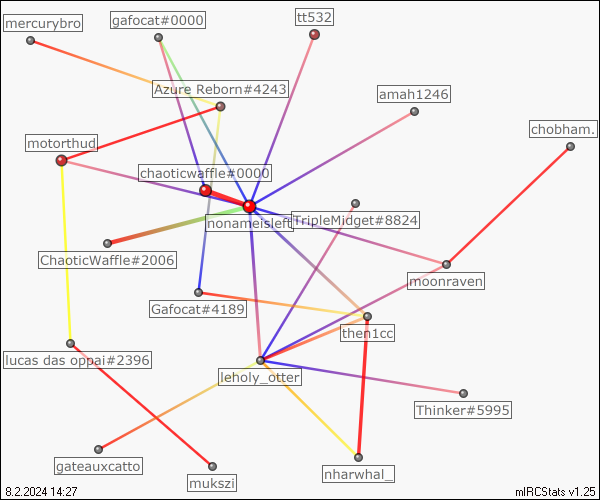 mercurybro
gafocat#0000
tt532
Azure Reborn#4243
amah1246
chobham.
motorthud
chaoticwaffle#0000
nonameisleft
TripleMidget#8824
ChaoticWaffle#2006
moonraven
Gafocat#4189
then1cc
lucas das oppai#2396
leholy_otter
Thinker#5995
gateauxcatto
mukszi
nharwhal_
8.2.2024 14:27
mIRCStats v1.25